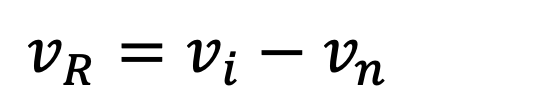 v_R = v_i − v_n